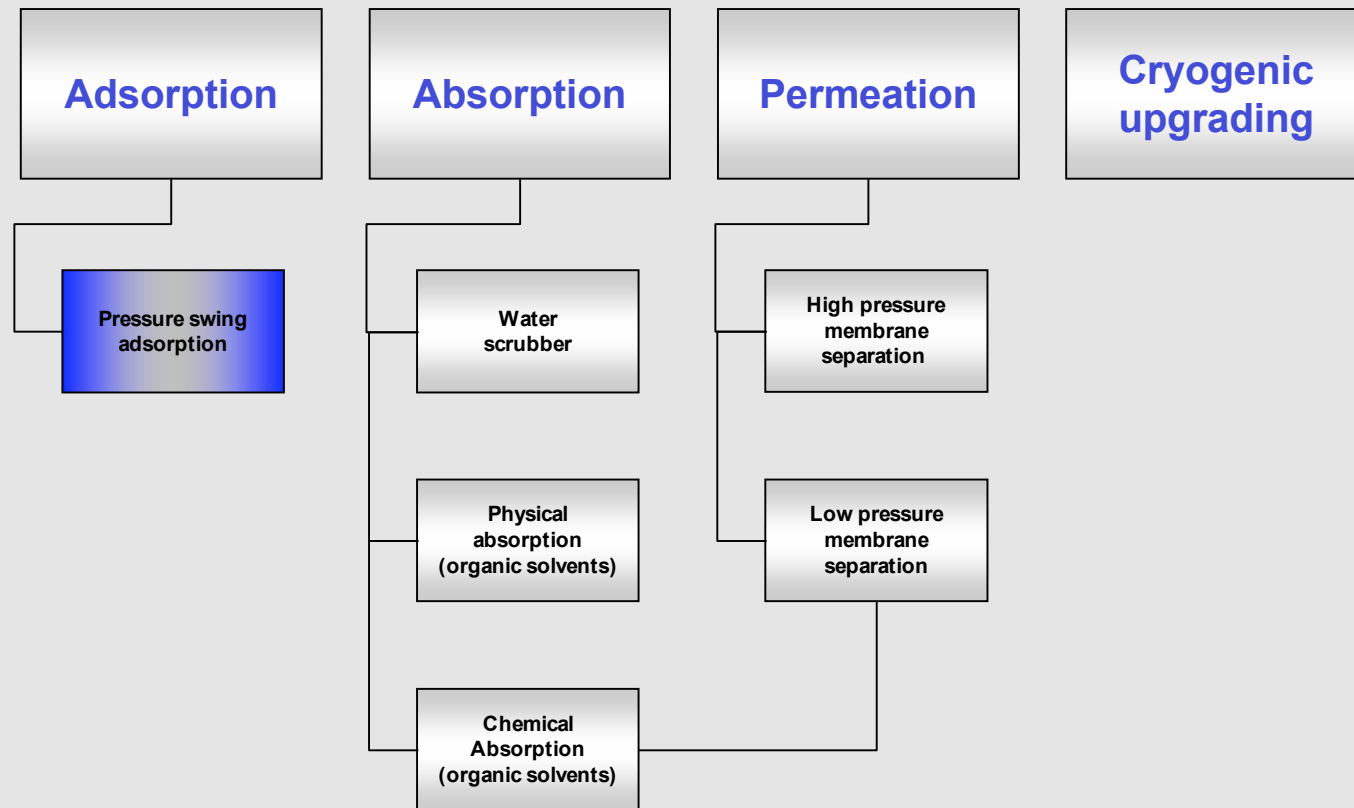 Adsorption
Absorption
Permeation
Cryogenic
upgrading
Pressure swing
adsorption
Water
scrubber
High pressure
membrane
separation
Physical
absorption
(organic solvents)
Low pressure
membrane
separation
Chemical
Absorption
(organic solvents)